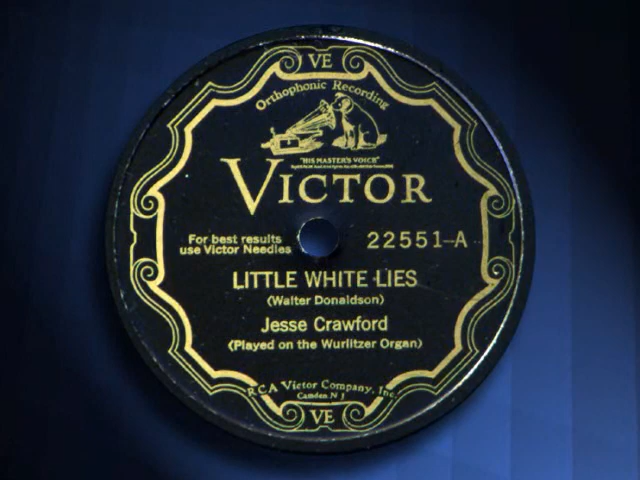 VE
Orthophonic Recording
"HIS MASTER'S VOICE"
VICTOR
For best results
use Victor Needles
22551-A
LITTLE WHITE LIES
(Walter Donaldson)
Jesse Crawford
(Played on the Wurlitzer Organ)
RCA Victor Company, Inc.
Camden, N J
VE